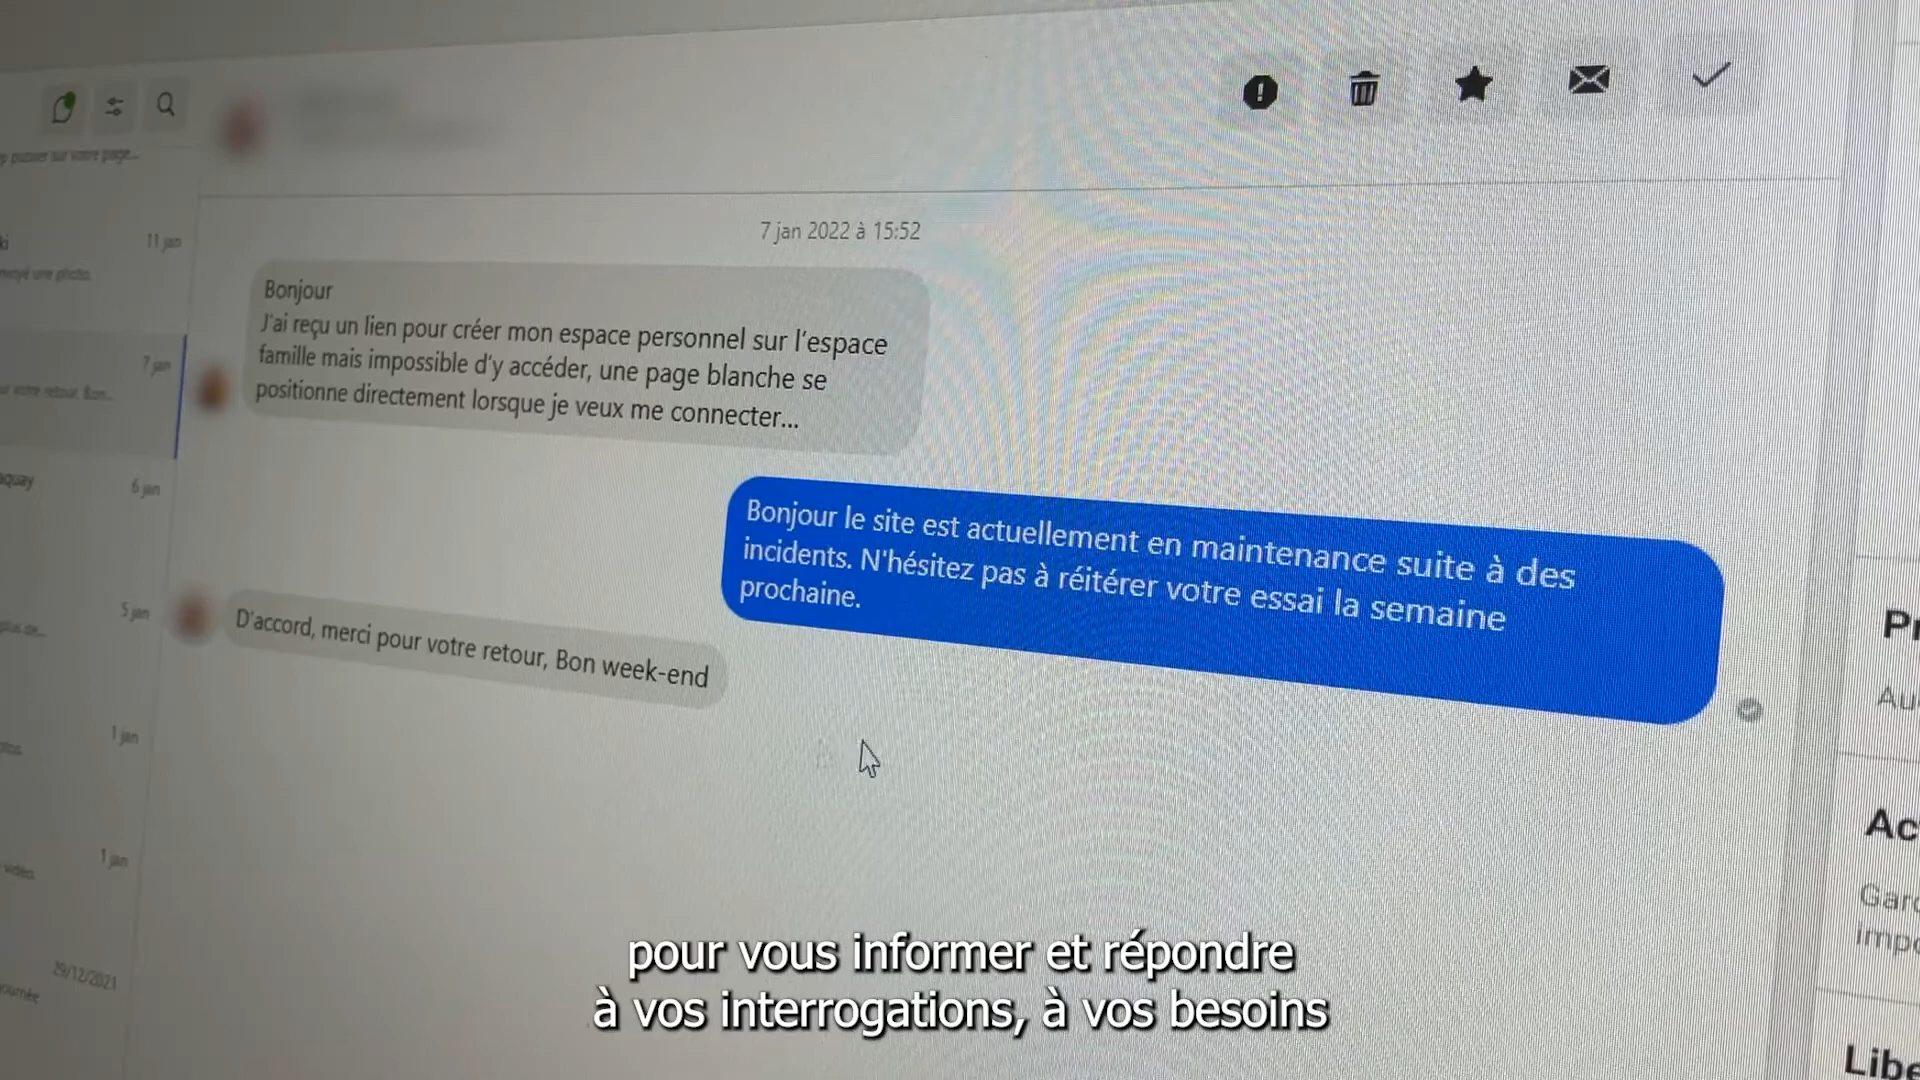 11 jan
7 jan
6 jan
5 jan
1 jan
1 jan
29/12/2021
7 jan 2022 à 15:52
Bonjour
J'ai reçu un lien pour créer mon espace personnel sur l'espace
famille mais impossible d'y accéder, une page blanche se
positionne directement lorsque je veux me connecter...
Bonjour le site est actuellement en maintenance suite à des
incidents. N'hésitez pas à réitérer votre essai la semaine
prochaine.
D'accord, merci pour votre retour, Bon week-end
pour vous informer et répondre
à vos interrogations, à vos besoins